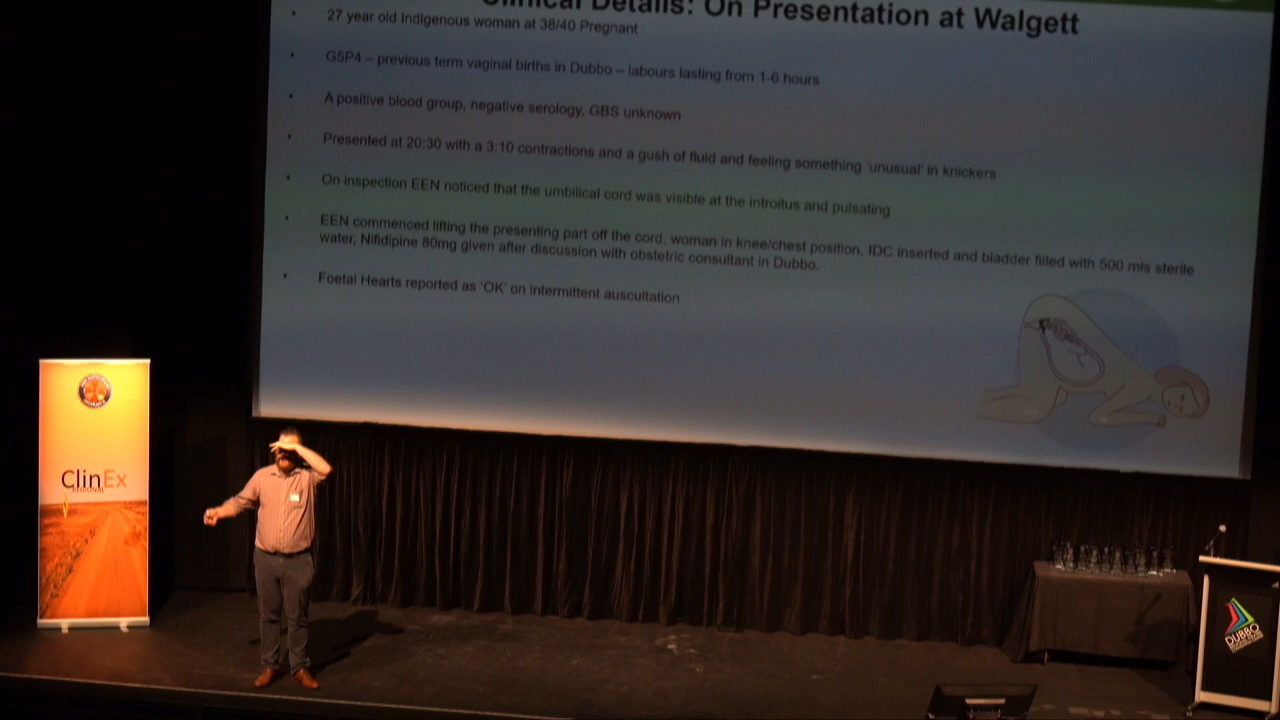 Clinical Details: On Presentation at Walgett
27 year old Indigenous woman at 38/40 Pregnant
G5P4 – previous term vaginal births in Dubbo – labours lasting from 1-6 hours
A positive blood group, negative serology, GBS unknown
Presented at 20:30 with a 3:10 contractions and a gush of fluid and feeling something 'unusual' in knickers
On inspection EEN noticed that the umbilical cord was visible at the introitus and pulsating
EEN commenced lifting the presenting part off the cord, woman in knee/chest position, IDC inserted and bladder filled with 500 mls sterile
water, Nifidipine 80mg given after discussion with obstetric consultant in Dubbo.
Foetal Hearts reported as 'OK' on intermittent auscultation
ClinEx
REGIONAL
DUBBO